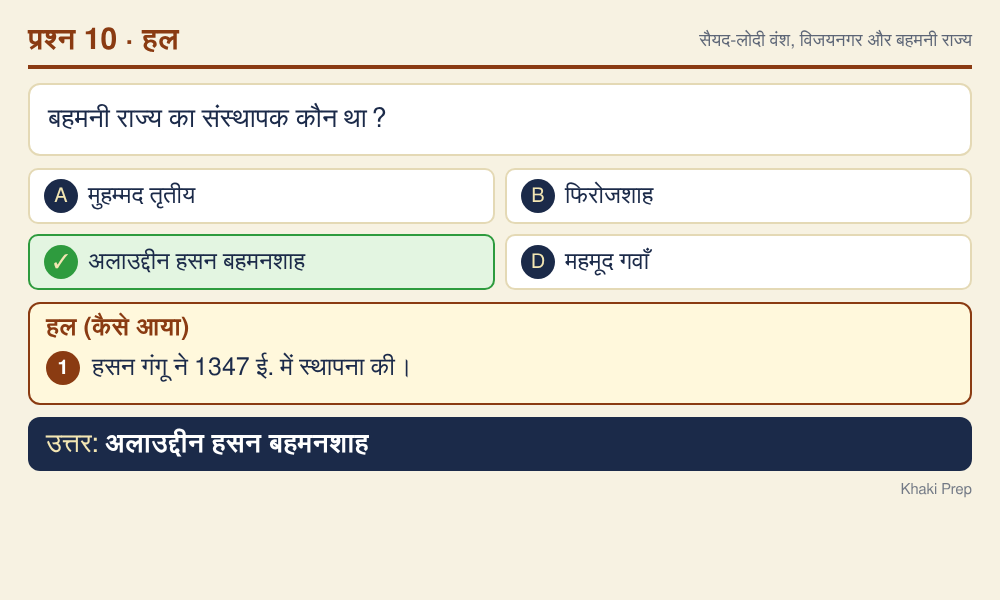 प्रश्न 10 · हल
सैयद-लोदी वंश, विजयनगर और बहमनी राज्य
बहमनी राज्य का संस्थापक कौन था ?
A मुहम्मद तृतीय
B फिरोजशाह
✓ अलाउद्दीन हसन बहमनशाह
D महमूद गवाँ
हल (कैसे आया)
1 हसन गंगू ने 1347 ई. में स्थापना की।
उत्तर: अलाउद्दीन हसन बहमनशाह
Khaki Prep